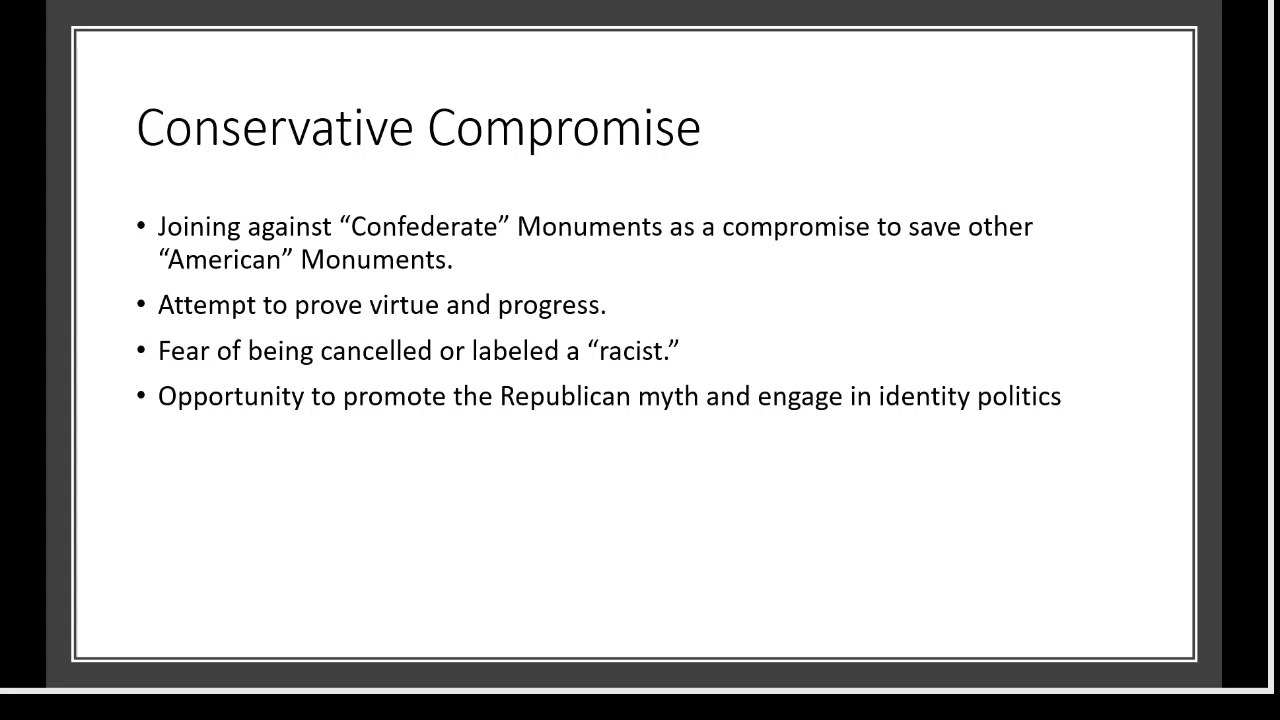 Conservative Compromise
• Joining against “Confederate” Monuments as a compromise to save other
“American” Monuments.
• Attempt to prove virtue and progress.
• Fear of being cancelled or labeled a “racist.”
• Opportunity to promote the Republican myth and engage in identity politics